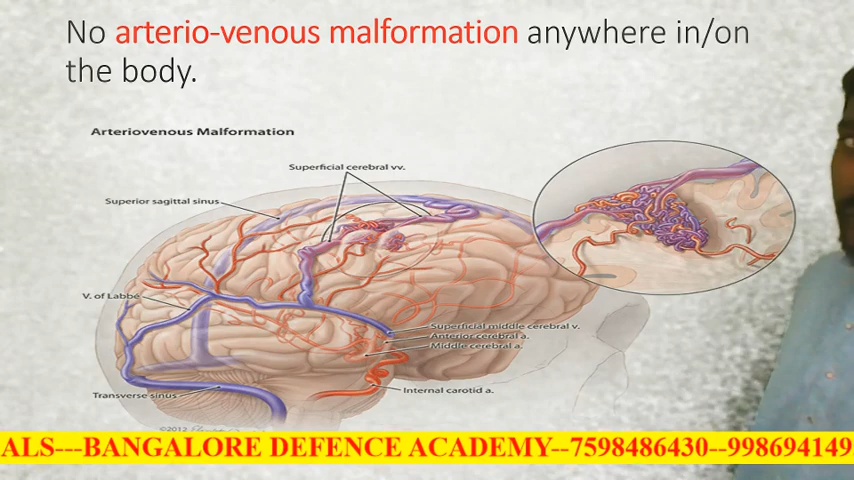 No arterio-venous malformation anywhere in/on
the body.
Arteriovenous Malformation
Superficial cerebral vv.
Superior sagittal sinus
V. of Labbé
Superficial middle cerebral v.
Anterior cerebral a.
Middle cerebral a.
Internal carotid a.
Transverse sinus
©2012
ALS---BANGALORE DEFENCE ACADEMY--7598486430--998694149